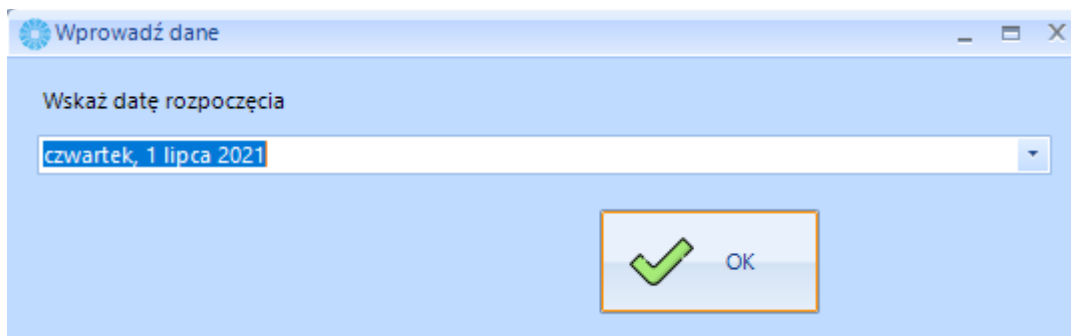 Wprowadź dane
Wskaż datę rozpoczęcia
czwartek, 1 lipca 2021
OK